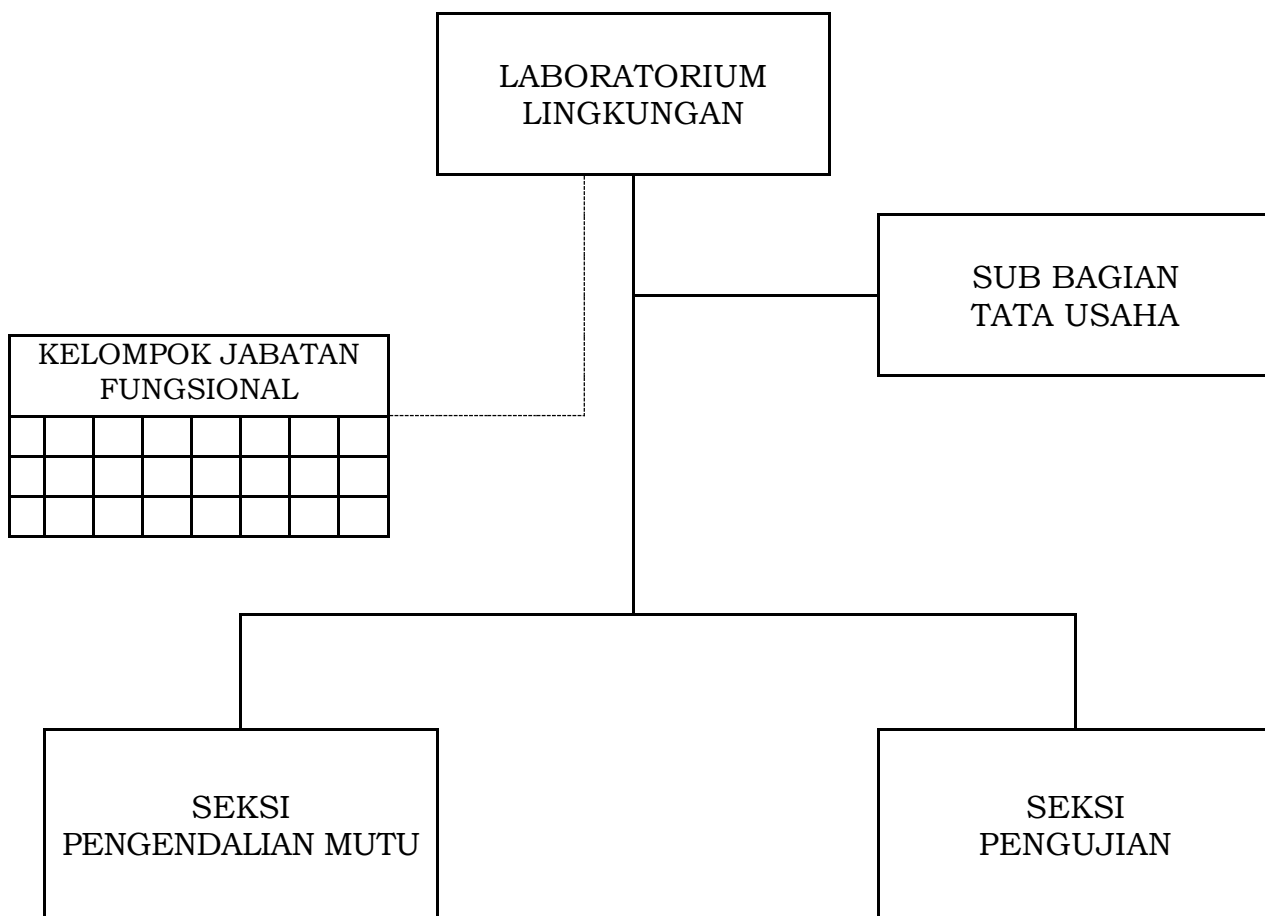 LABORATORIUM
LINGKUNGAN
SUB BAGIAN
TATA USAHA
KELOMPOK JABATAN
FUNGSIONAL
SEKSI
PENGENDALIAN MUTU
SEKSI
PENGUJIAN